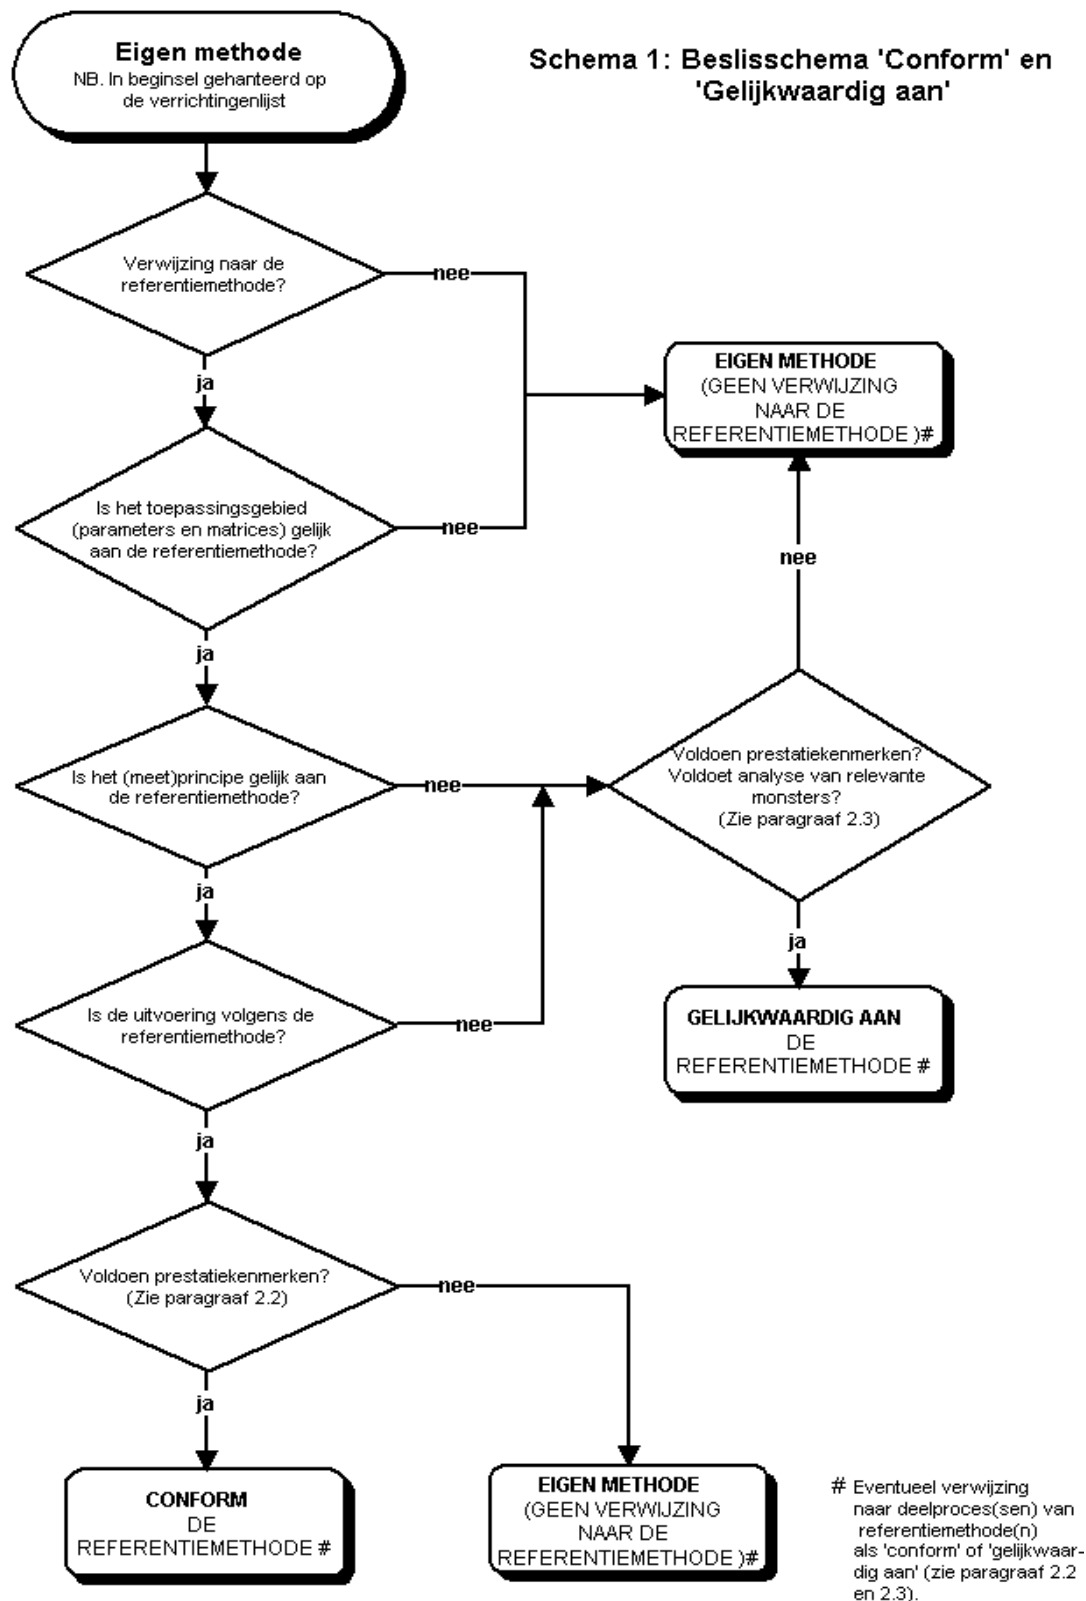 Eigen methode
NB. In beginsel gehanteerd op
de verrichtingenlijst
Schema 1: Beslisschema 'Conform' en
'Gelijkwaardig aan'
Verwijzing naar de
referentiemethode?
nee
ja
EIGEN METHODE
(GEEN VERWIJZING
NAAR DE
REFERENTIEMETHODE )#
Is het toepassingsgebied
(parameters en matrices) gelijk
aan de referentiemethode?
nee
ja
nee
Is het (meet)principe gelijk aan
de referentiemethode?
nee
ja
Voldoen prestatiekenmerken?
Voldoet analyse van relevante
monsters?
(Zie paragraaf 2.3)
ja
Is de uitvoering volgens de
referentiemethode?
nee
ja
GELIJKWAARDIG AAN
DE
REFERENTIEMETHODE #
Voldoen prestatiekenmerken?
(Zie paragraaf 2.2)
nee
ja
CONFORM
DE
REFERENTIEMETHODE #
EIGEN METHODE
(GEEN VERWIJZING
NAAR DE
REFERENTIEMETHODE )#
# Eventueel verwijzing
naar deelproces(sen) van
referentiemethode(n)
als 'conform' of 'gelijkwaar-
dig aan' (zie paragraaf 2.2
en 2.3).